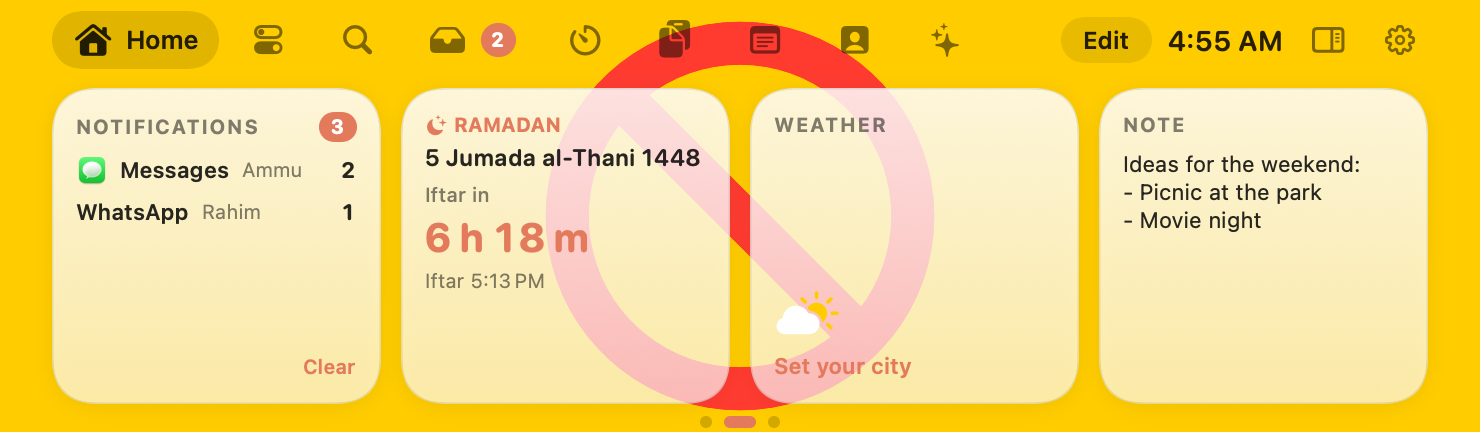 Home
2
Edit
4:55 AM
NOTIFICATIONS
3
Messages Ammu 2
WhatsApp Rahim 1
Clear
RAMADAN
5 Jumada al-Thani 1448
Iftar in
6 h 18 m
Iftar 5:13 PM
WEATHER
Set your city
NOTE
Ideas for the weekend:
- Picnic at the park
- Movie night